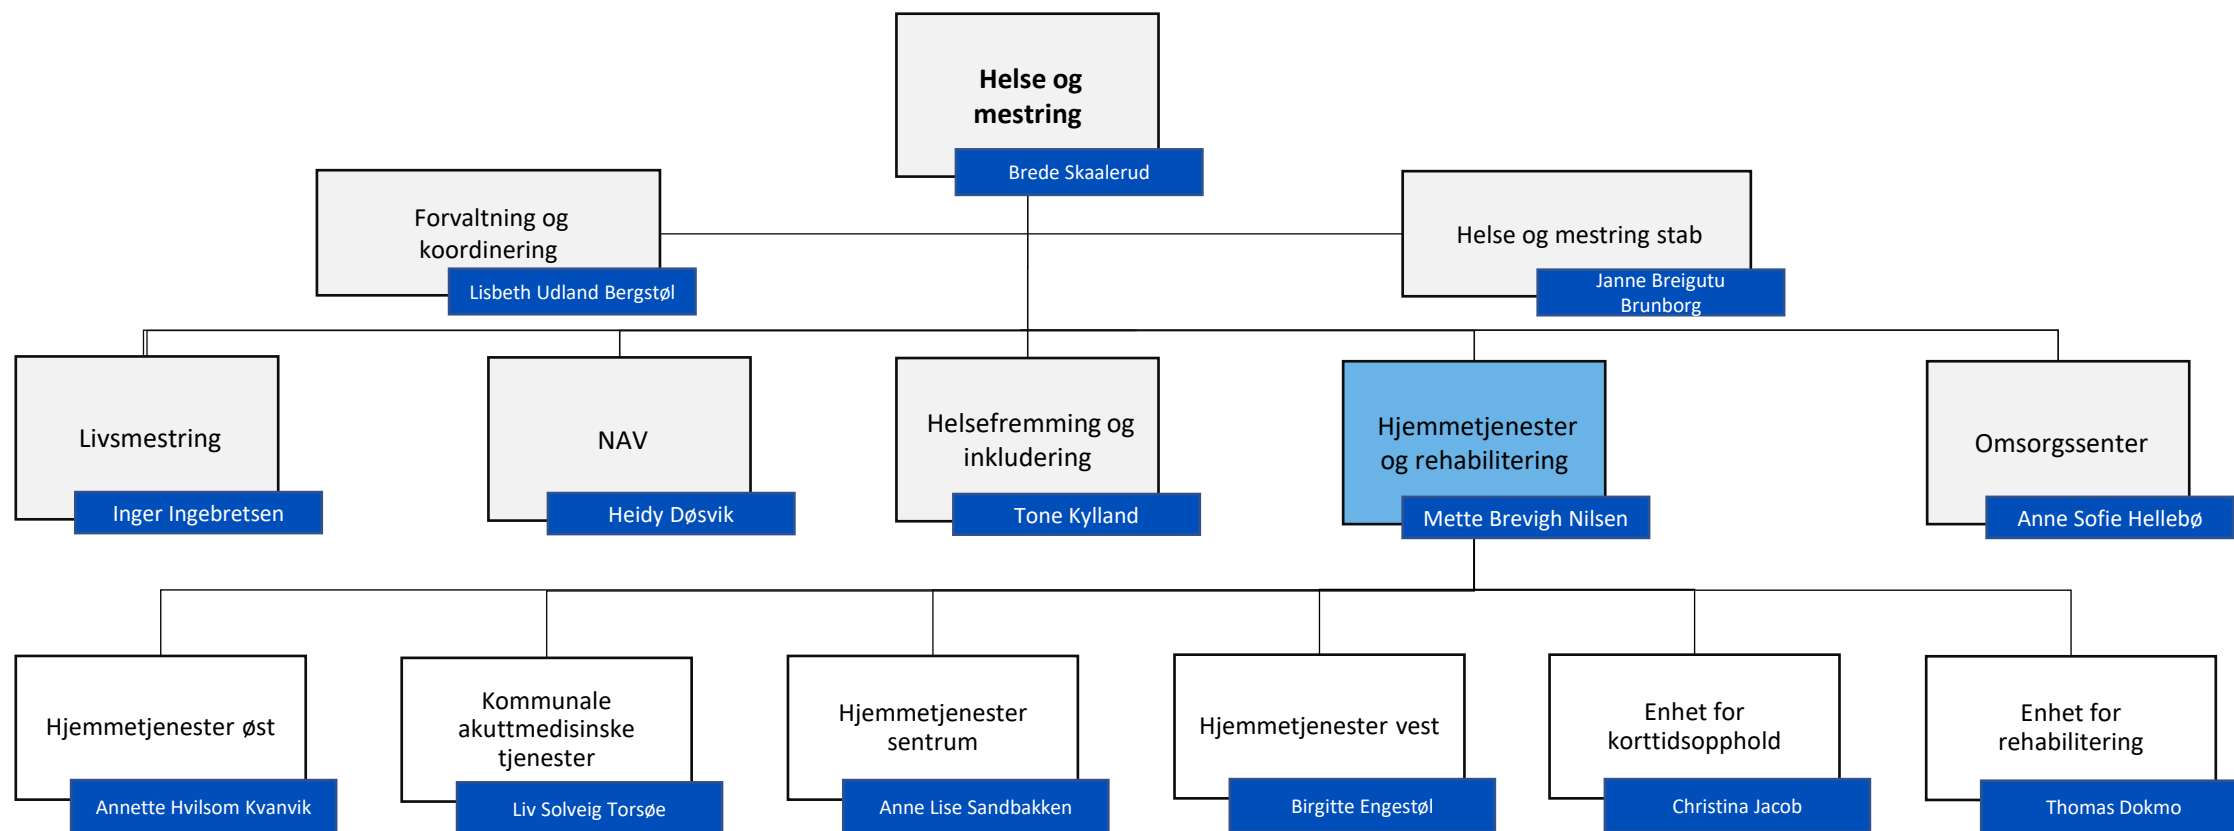 Helse og
mestring
Brede Skaalerud
Forvaltning og
koordinering
Lisbeth Udland Bergstøl
Helse og mestring stab
Janne Breigutu
Brunborg
Livsmestring
Inger Ingebretsen
NAV
Heidy Døsvik
Helsefremming og
inkludering
Tone Kylland
Hjemmetjenester
og rehabilitering
Mette Brevigh Nilsen
Omsorgssenter
Anne Sofie Hellebø
Hjemmetjenester øst
Annette Hvilsom Kvanvik
Kommunale
akuttmedisinske
tjenester
Liv Solveig Torsøe
Hjemmetjenester
sentrum
Anne Lise Sandbakken
Hjemmetjenester vest
Birgitte Engestøl
Enhet for
korttidsopphold
Christina Jacob
Enhet for
rehabilitering
Thomas Dokmo